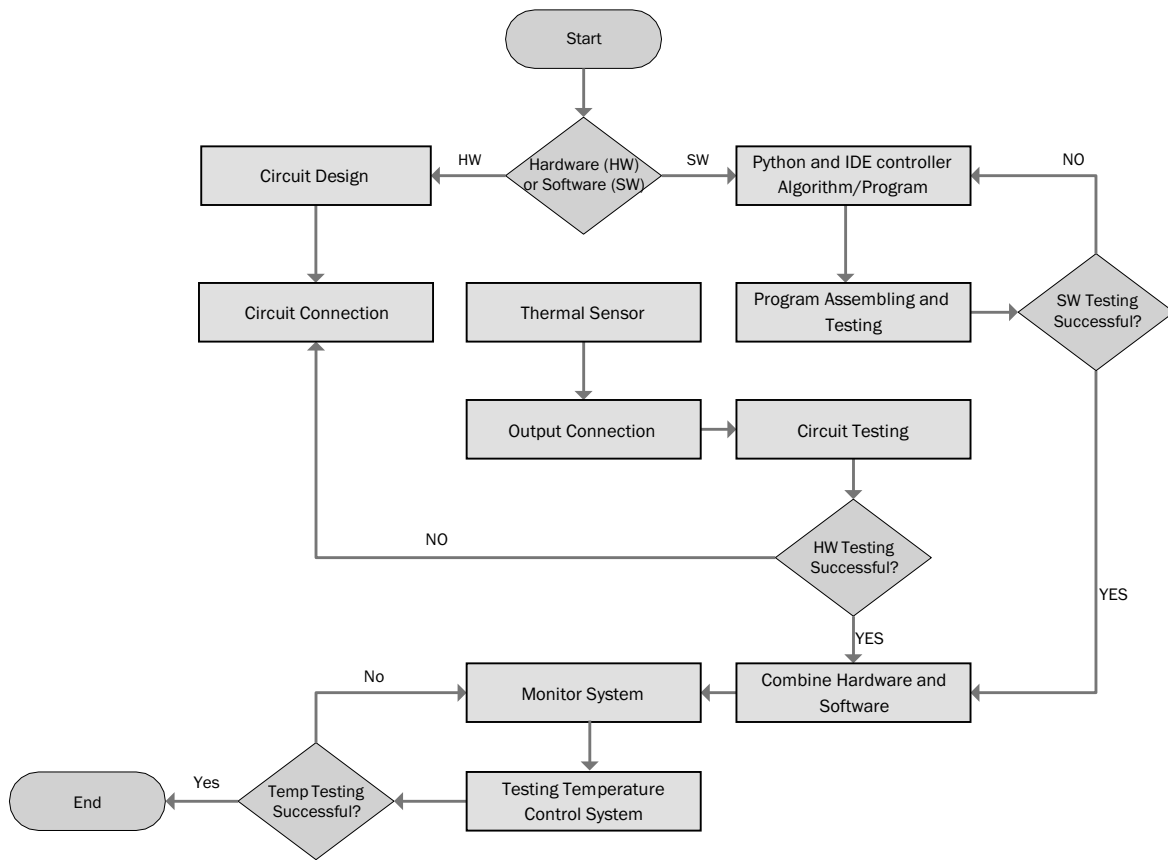 Start
HW
Hardware (HW)
or Software (SW)
SW
Circuit Design
Python and IDE controller
Algorithm/Program
NO
Circuit Connection
Thermal Sensor
Program Assembling and
Testing
SW Testing
Successful?
Output Connection
Circuit Testing
NO
HW Testing
Successful?
YES
YES
No
Monitor System
Combine Hardware and
Software
Yes
End
Temp Testing
Successful?
Testing Temperature
Control System